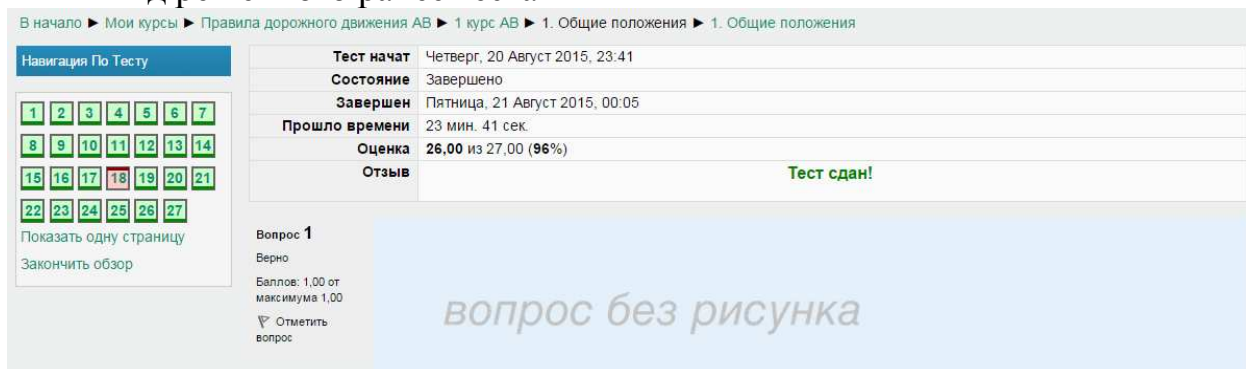 В начало ► Мои курсы ► Правила дорожного движения АВ ► 1 курс АВ ► 1. Общие положения ► 1. Общие положения
Навигация По Тесту
1 2 3 4 5 6 7
8 9 10 11 12 13 14
15 16 17 18 19 20 21
22 23 24 25 26 27
Показать одну страницу
Закончить обзор
Тест начат Четверг, 20 Август 2015, 23:41
Состояние Завершено
Завершен Пятница, 21 Август 2015, 00:05
Прошло времени 23 мин. 41 сек.
Оценка 26,00 из 27,00 (96%)
Отзыв Тест сдан!
Вопрос 1
Верно
Баллов: 1,00 от
максимума 1,00
Отметить
вопрос
вопрос без рисунка